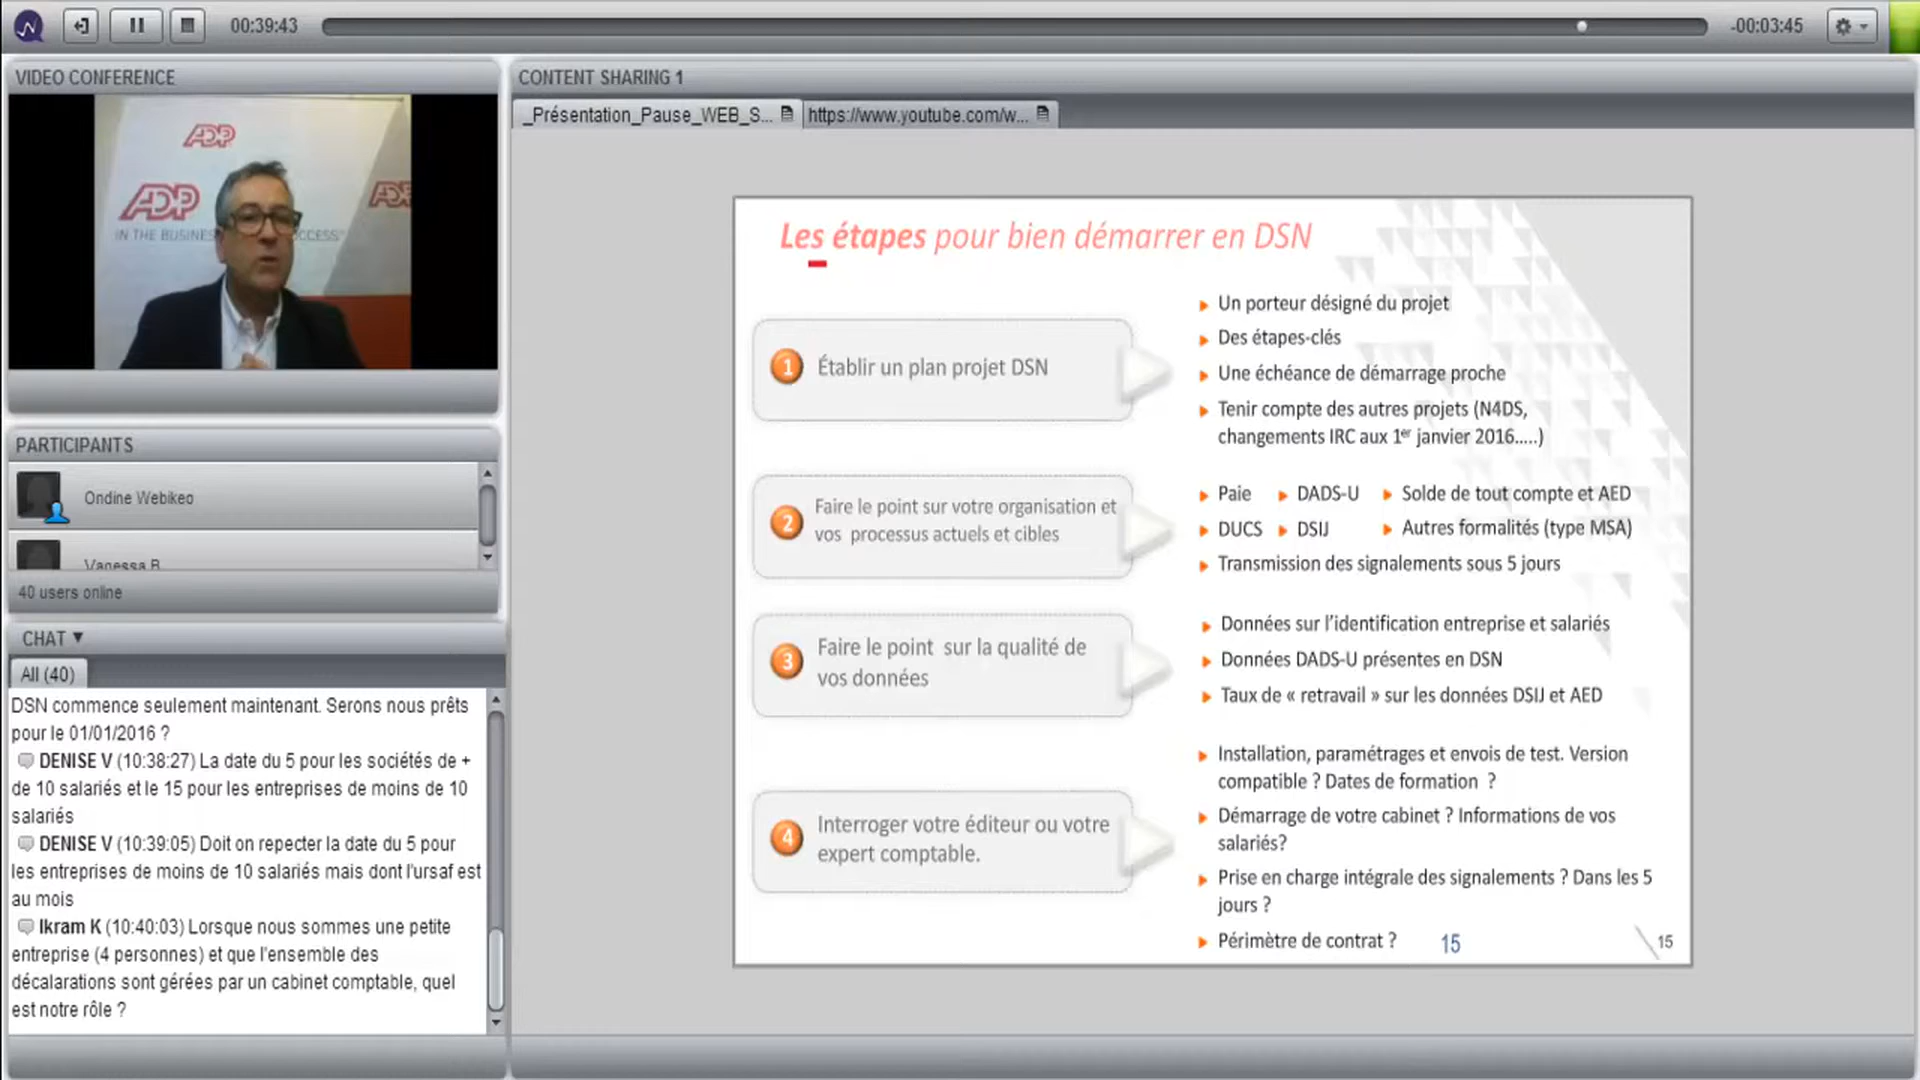 00:39:43
-00:03:45
VIDEO CONFERENCE
ADP
ADP
ADP
IN THE BUSINE
CCESS"
PARTICIPANTS
Ondine Webikeo
Vanessa B
40 users online
CHAT
All (40)
DSN commence seulement maintenant. Serons nous prêts
pour le 01/01/2016 ?
DENISE V (10:38:27) La date du 5 pour les sociétés de +
de 10 salariés et le 15 pour les entreprises de moins de 10
salariés
DENISE V (10:39:05) Doit on repecter la date du 5 pour
les entreprises de moins de 10 salariés mais dont l'ursaf est
au mois
Ikram K (10:40:03) Lorsque nous sommes une petite
entreprise (4 personnes) et que l'ensemble des
décalarations sont gérées par un cabinet comptable, quel
est notre rôle ?
CONTENT SHARING 1
_Présentation_Pause_WEB_S...
https://www.youtube.com/w...
Les étapes pour bien démarrer en DSN
1 Établir un plan projet DSN
Un porteur désigné du projet
Des étapes-clés
Une échéance de démarrage proche
Tenir compte des autres projets (N4DS,
changements IRC aux 1er janvier 2016.....)
2 Faire le point sur votre organisation et
vos processus actuels et cibles
Paie DADS-U Solde de tout compte et AED
DUCS DSIJ Autres formalités (type MSA)
Transmission des signalements sous 5 jours
3 Faire le point sur la qualité de
vos données
Données sur l'identification entreprise et salariés
Données DADS-U présentes en DSN
Taux de « retravail » sur les données DSIJ et AED
4 Interroger votre éditeur ou votre
expert comptable.
Installation, paramétrages et envois de test. Version
compatible ? Dates de formation ?
Démarrage de votre cabinet ? Informations de vos
salariés?
Prise en charge intégrale des signalements ? Dans les 5
jours ?
Périmètre de contrat ?
15
15